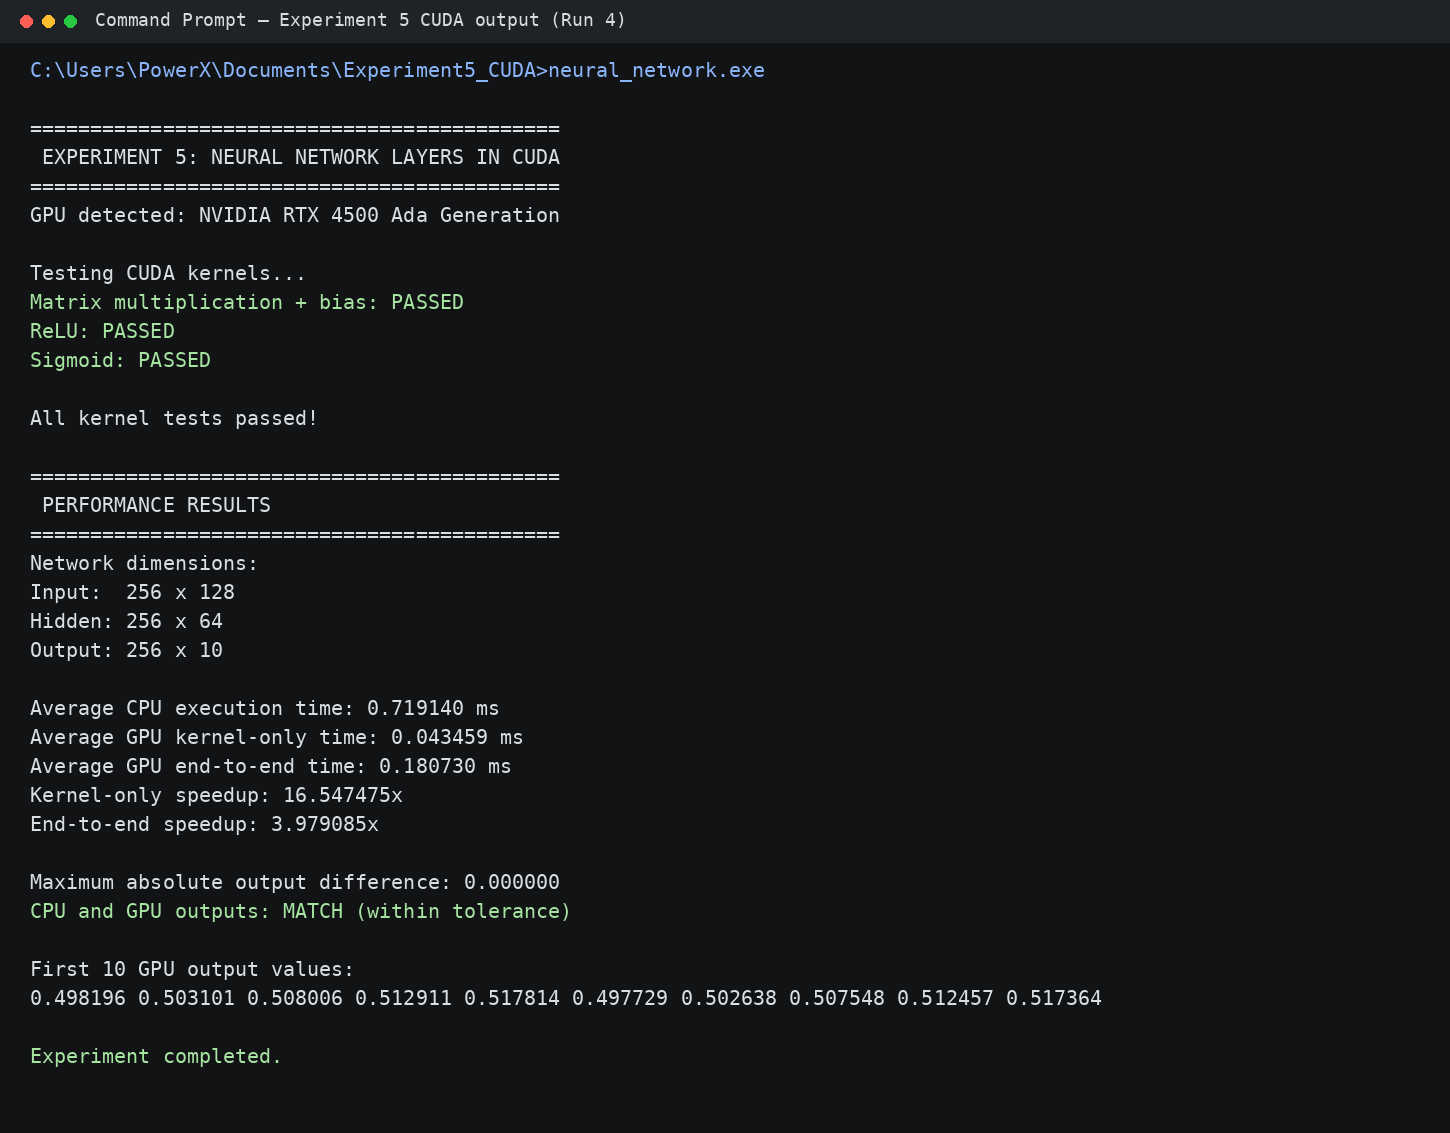 Command Prompt — Experiment 5 CUDA output (Run 4)
C:\Users\PowerX\Documents\Experiment5_CUDA>neural_network.exe
============================================
EXPERIMENT 5: NEURAL NETWORK LAYERS IN CUDA
============================================
GPU detected: NVIDIA RTX 4500 Ada Generation
Testing CUDA kernels...
Matrix multiplication + bias: PASSED
ReLU: PASSED
Sigmoid: PASSED
All kernel tests passed!
============================================
PERFORMANCE RESULTS
============================================
Network dimensions:
Input:  256 x 128
Hidden: 256 x 64
Output: 256 x 10
Average CPU execution time: 0.719140 ms
Average GPU kernel-only time: 0.043459 ms
Average GPU end-to-end time: 0.180730 ms
Kernel-only speedup: 16.547475x
End-to-end speedup: 3.979085x
Maximum absolute output difference: 0.000000
CPU and GPU outputs: MATCH (within tolerance)
First 10 GPU output values:
0.498196 0.503101 0.508006 0.512911 0.517814 0.497729 0.502638 0.507548 0.512457 0.517364
Experiment completed.